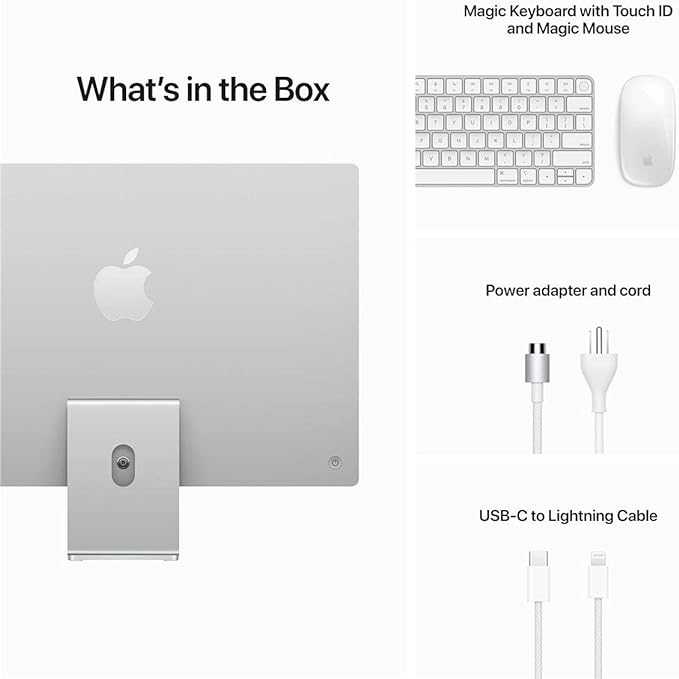 What’s in the Box
Magic Keyboard with Touch ID
and Magic Mouse
Power adapter and cord
USB-C to Lightning Cable